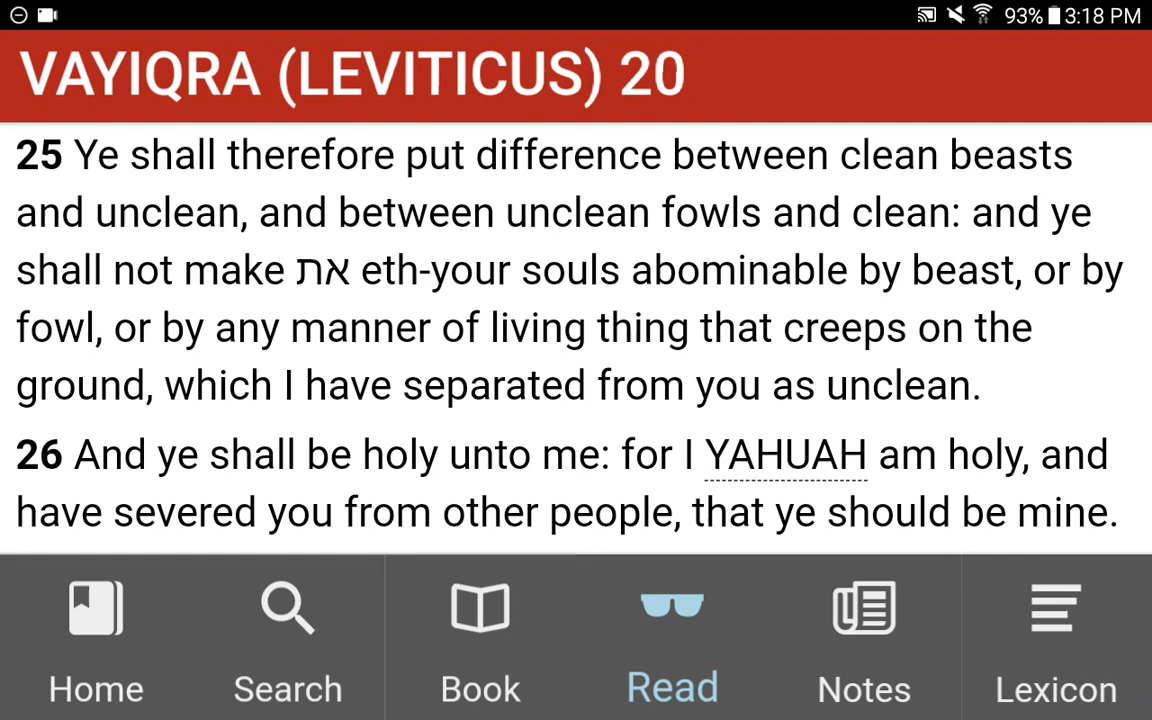 93% 3:18 PM
VAYIQRA (LEVITICUS) 20
25 Ye shall therefore put difference between clean beasts
and unclean, and between unclean fowls and clean: and ye
shall not make את eth-your souls abominable by beast, or by
fowl, or by any manner of living thing that creeps on the
ground, which I have separated from you as unclean.
26 And ye shall be holy unto me: for I YAHUAH am holy, and
have severed you from other people, that ye should be mine.
Home Search Book Read Notes Lexicon